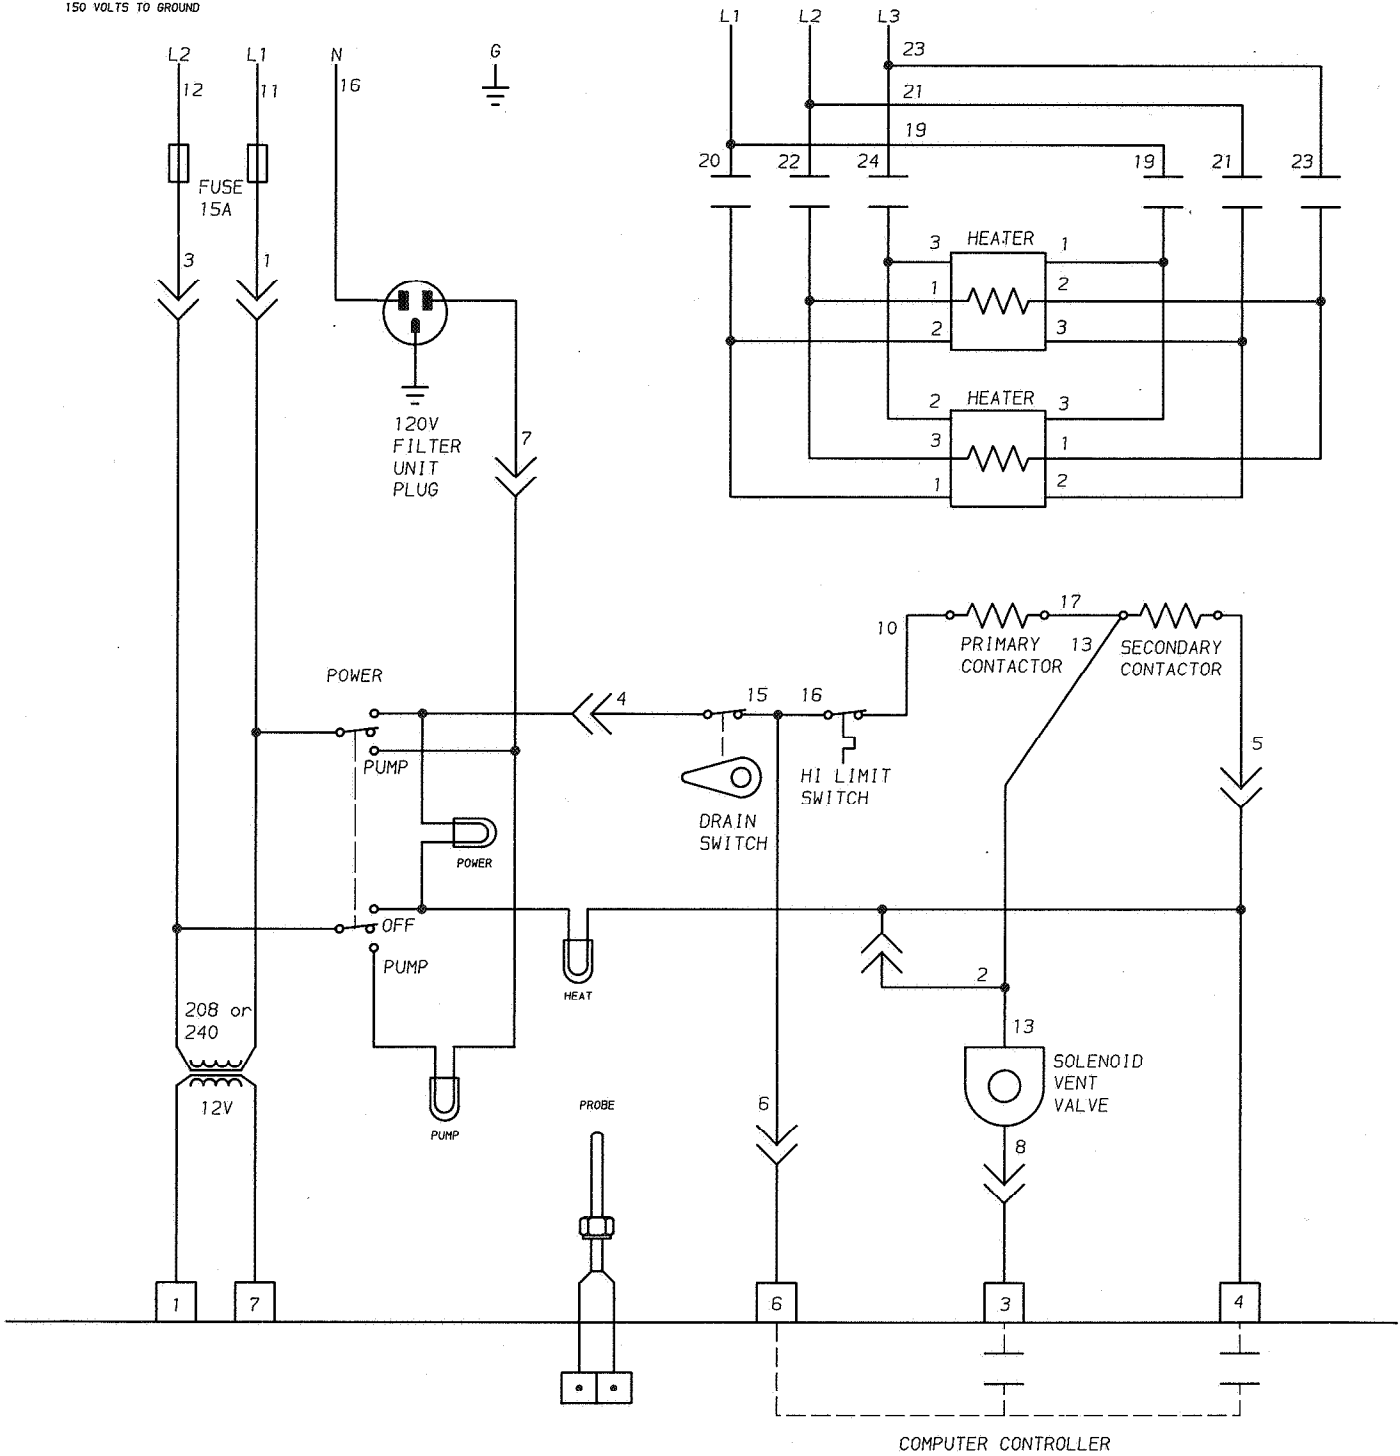 150 VOLTS TO GROUND
L1 L2 L3
23
L2 L1 N G
12 11 16
21
19
20 22 24 19 21 23
FUSE
15A
HEATER
3 1
3 1
1 2
2 3
HEATER
2 3
3 1
1 2
120V
FILTER
UNIT
PLUG
7
10 17
PRIMARY
CONTACTOR
13
SECONDARY
CONTACTOR
POWER
4 15 16
5
PUMP
HI LIMIT
SWITCH
DRAIN
SWITCH
POWER
OFF
PUMP
2
HEAT
208 or
240
13
SOLENOID
VENT
VALVE
12V
PROBE
6
PUMP
8
1 7 6 3 4
COMPUTER CONTROLLER